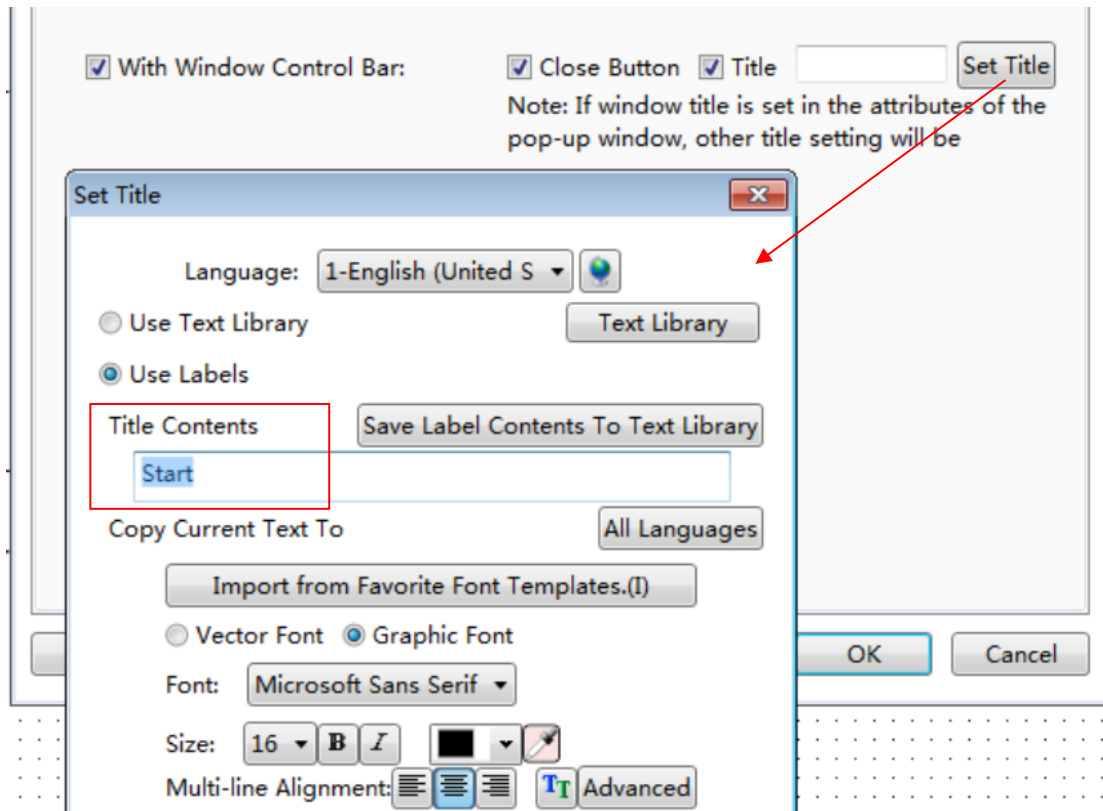 With Window Control Bar: Close Button Title Set Title
Note: If window title is set in the attributes of the
pop-up window, other title setting will be
Set Title
Language: 1-English (United S
Use Text Library Text Library
Use Labels
Title Contents Save Label Contents To Text Library
Start
Copy Current Text To All Languages
Import from Favorite Font Templates.(I)
Vector Font Graphic Font
OK Cancel
Font: Microsoft Sans Serif
Size: 16 B I
Multi-line Alignment: TT Advanced